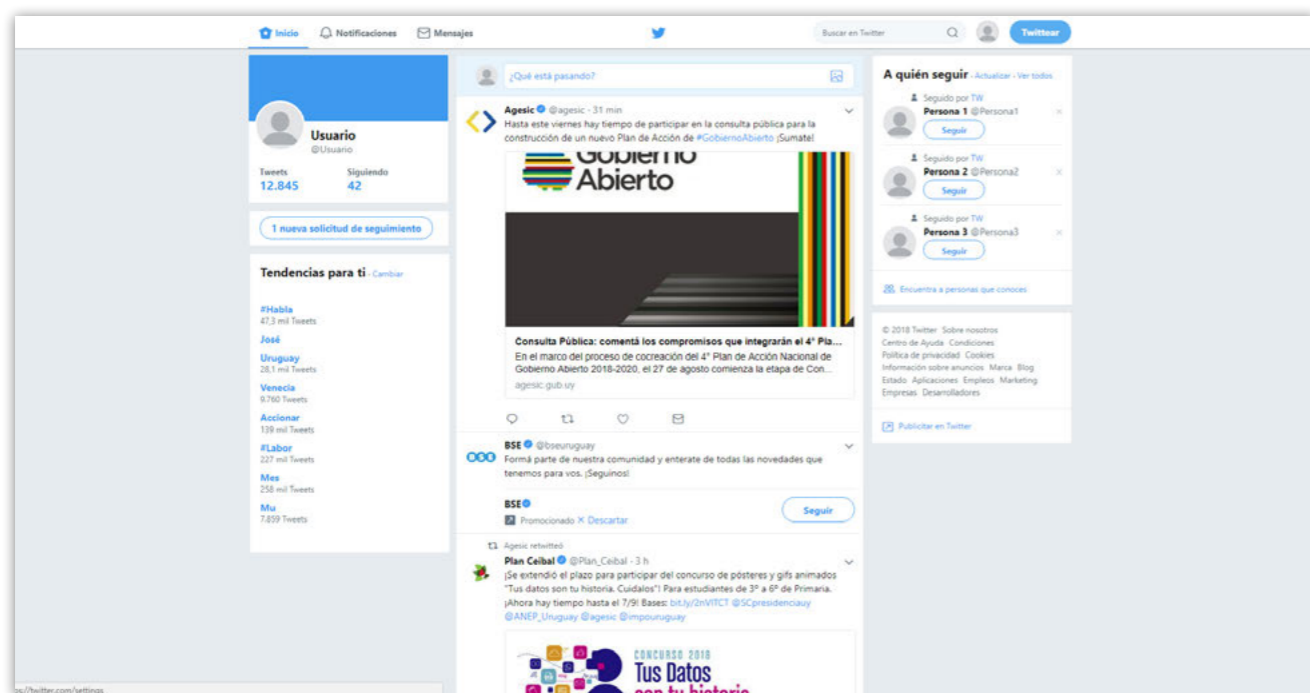 Inicio
Notificaciones
Mensajes
Buscar en Twitter
Twittear
Usuario
@Usuario
Tweets
Siguiendo
12.845
42
1 nueva solicitud de seguimiento
Tendencias para ti · Cambiar
#Habla
47,3 mil Tweets
José
Uruguay
28,1 mil Tweets
Venecia
9.760 Tweets
Accionar
139 mil Tweets
#Labor
227 mil Tweets
Mes
258 mil Tweets
Mu
7.859 Tweets
¿Qué está pasando?
Agesic @agesic · 31 min
Hasta este viernes hay tiempo de participar en la consulta pública para la
construcción de un nuevo Plan de Acción de #GobiernoAbierto ¡Sumate!
Gobierno
Abierto
Consulta Pública: comentá los compromisos que integrarán el 4° Pla...
En el marco del proceso de cocreación del 4° Plan de Acción Nacional de
Gobierno Abierto 2018-2020, el 27 de agosto comienza la etapa de Con...
agesic.gub.uy
BSE @bseuruguay
Formá parte de nuestra comunidad y enterate de todas las novedades que
tenemos para vos. ¡Seguinos!
BSE
Promocionado × Descartar
Seguir
Agesic retwitteó
Plan Ceibal @Plan_Ceibal · 3 h
¡Se extendió el plazo para participar del concurso de pósteres y gifs animados
"Tus datos son tu historia. Cuidalos"! Para estudiantes de 3º a 6º de Primaria.
¡Ahora hay tiempo hasta el 7/9! Bases: bit.ly/2nVITCT @SCpresidenciauy
@ANEP_Uruguay @agesic @impouruguay
CONCURSO 2018
Tus Datos
son tu historia
A quién seguir · Actualizar · Ver todos
Seguido por TW
Persona 1 @Persona1
Seguir
Seguido por TW
Persona 2 @Persona2
Seguir
Seguido por TW
Persona 3 @Persona3
Seguir
Encuentra a personas que conoces
© 2018 Twitter Sobre nosotros
Centro de Ayuda Condiciones
Política de privacidad Cookies
Información sobre anuncios Marca Blog
Estado Aplicaciones Empleos Marketing
Empresas Desarrolladores
Publicitar en Twitter
ps://twitter.com/settings